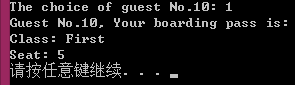 The choice of guest No.10: 1
Guest No.10, Your boarding pass is:
Class: First
Seat: 5
请按任意键继续. . .